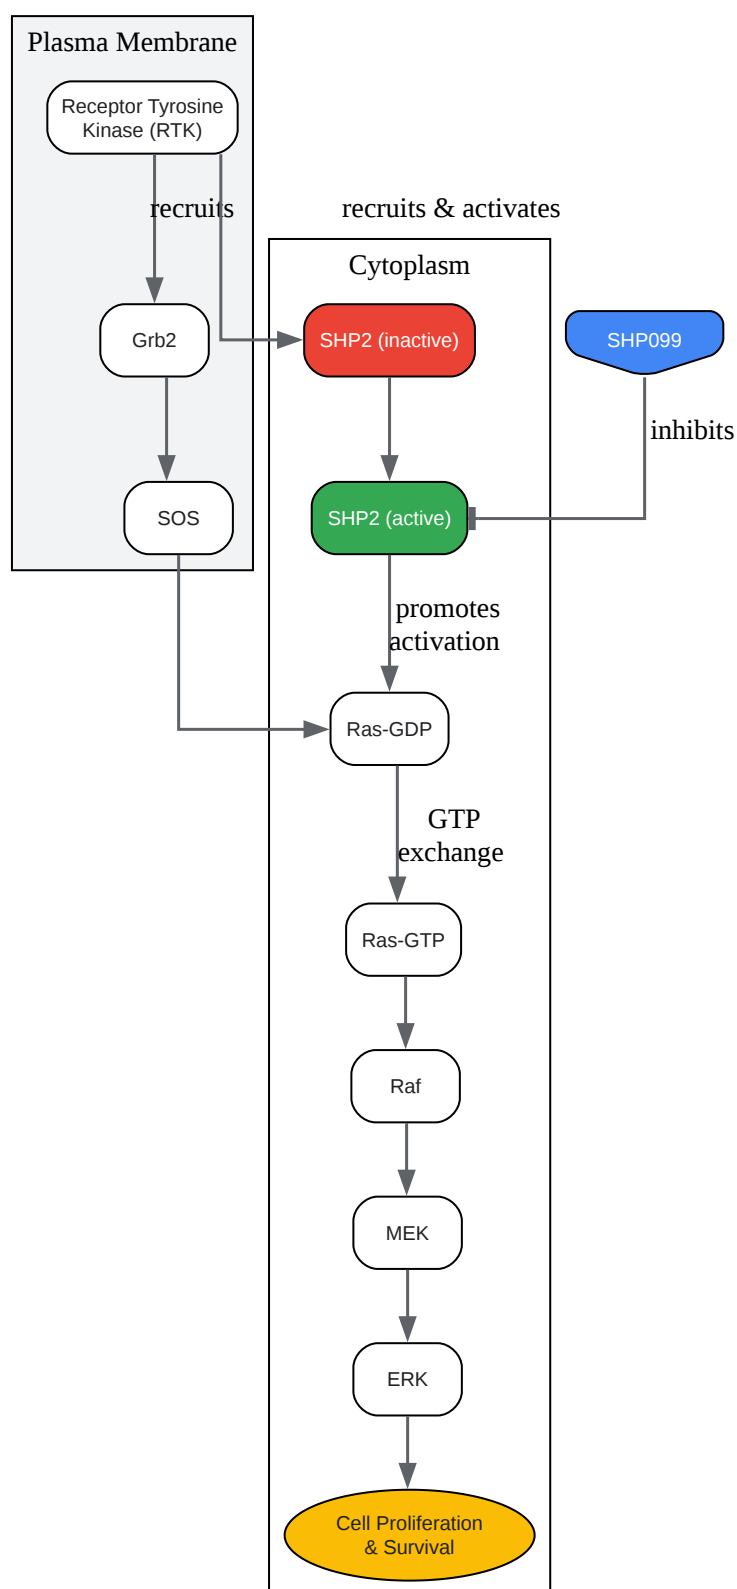 Plasma Membrane
Receptor Tyrosine
Kinase (RTK)
recruits
recruits & activates
Cytoplasm
Grb2
SHP2 (inactive)
SHP099
inhibits
SOS
SHP2 (active)
promotes
activation
Ras-GDP
GTP
exchange
Ras-GTP
Raf
MEK
ERK
Cell Proliferation
& Survival